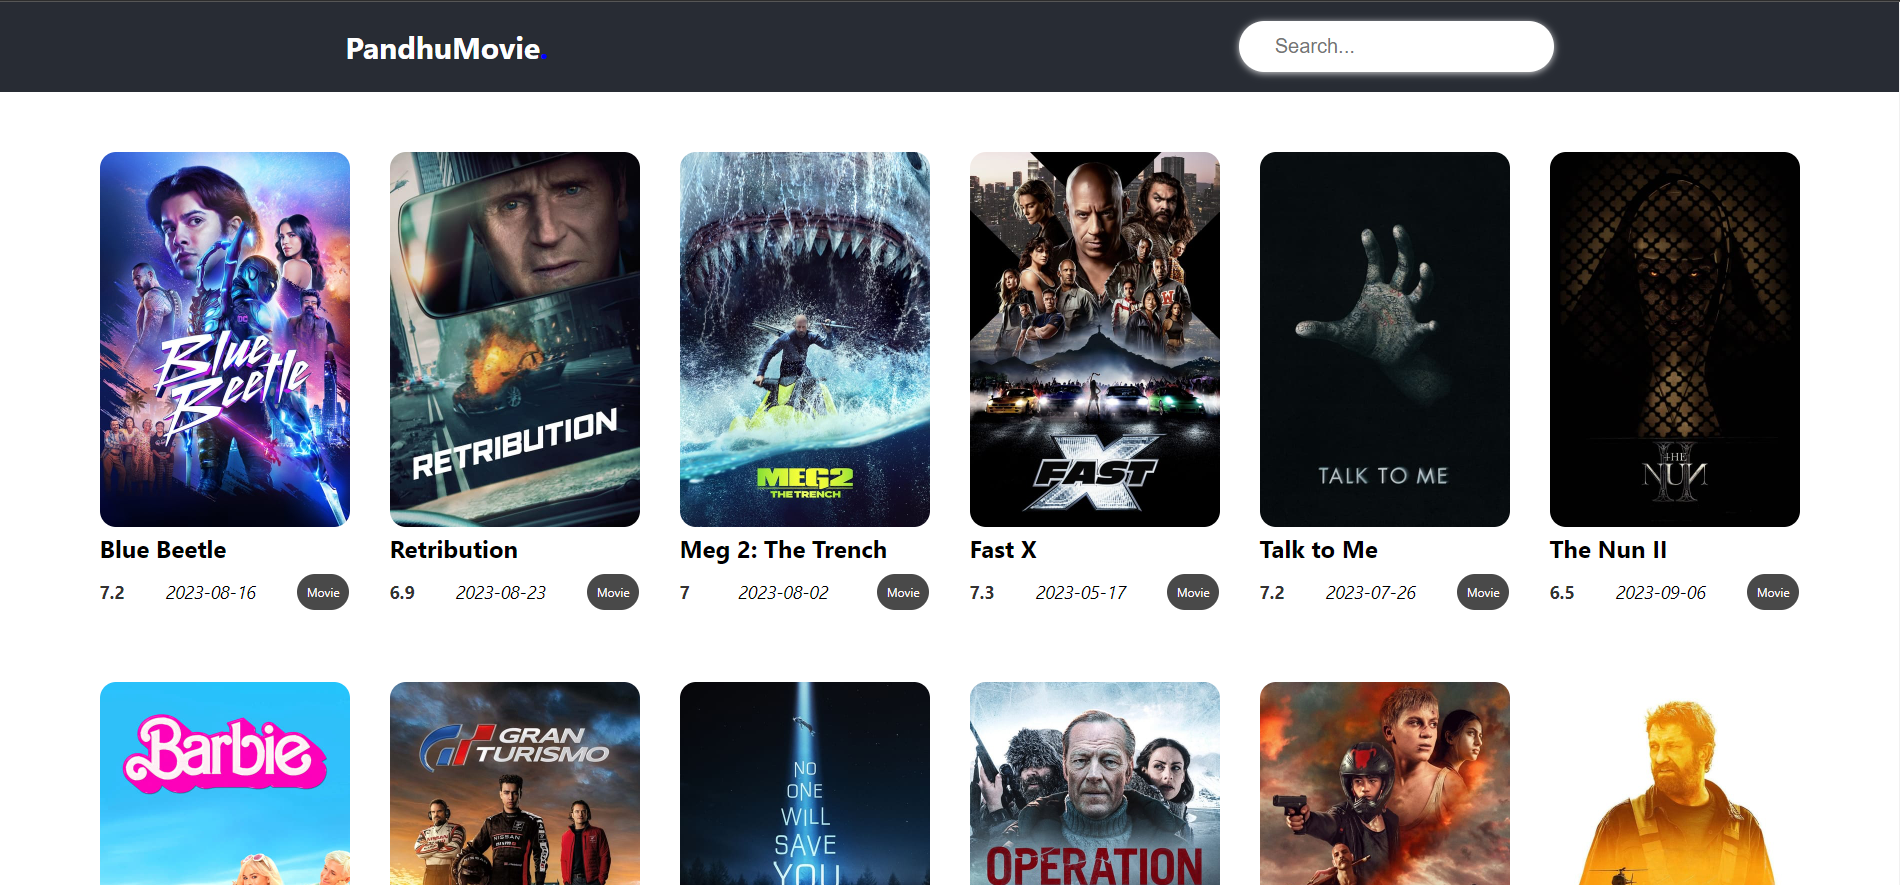 PandhuMovie.
Search...
DC
Blue
Beetle
RETRIBUTION
MEG2
THE TRENCH
W
FAST
X
TALK TO ME
THE
NUN
II
Blue Beetle
Retribution
Meg 2: The Trench
Fast X
Talk to Me
The Nun II
7.2 2023-08-16 Movie
6.9 2023-08-23 Movie
7 2023-08-02 Movie
7.3 2023-05-17 Movie
7.2 2023-07-26 Movie
6.5 2023-09-06 Movie
Barbie
GRAN
TURISMO
NISSAN
NO
ONE
WILL
SAVE
YOU
OPERATION